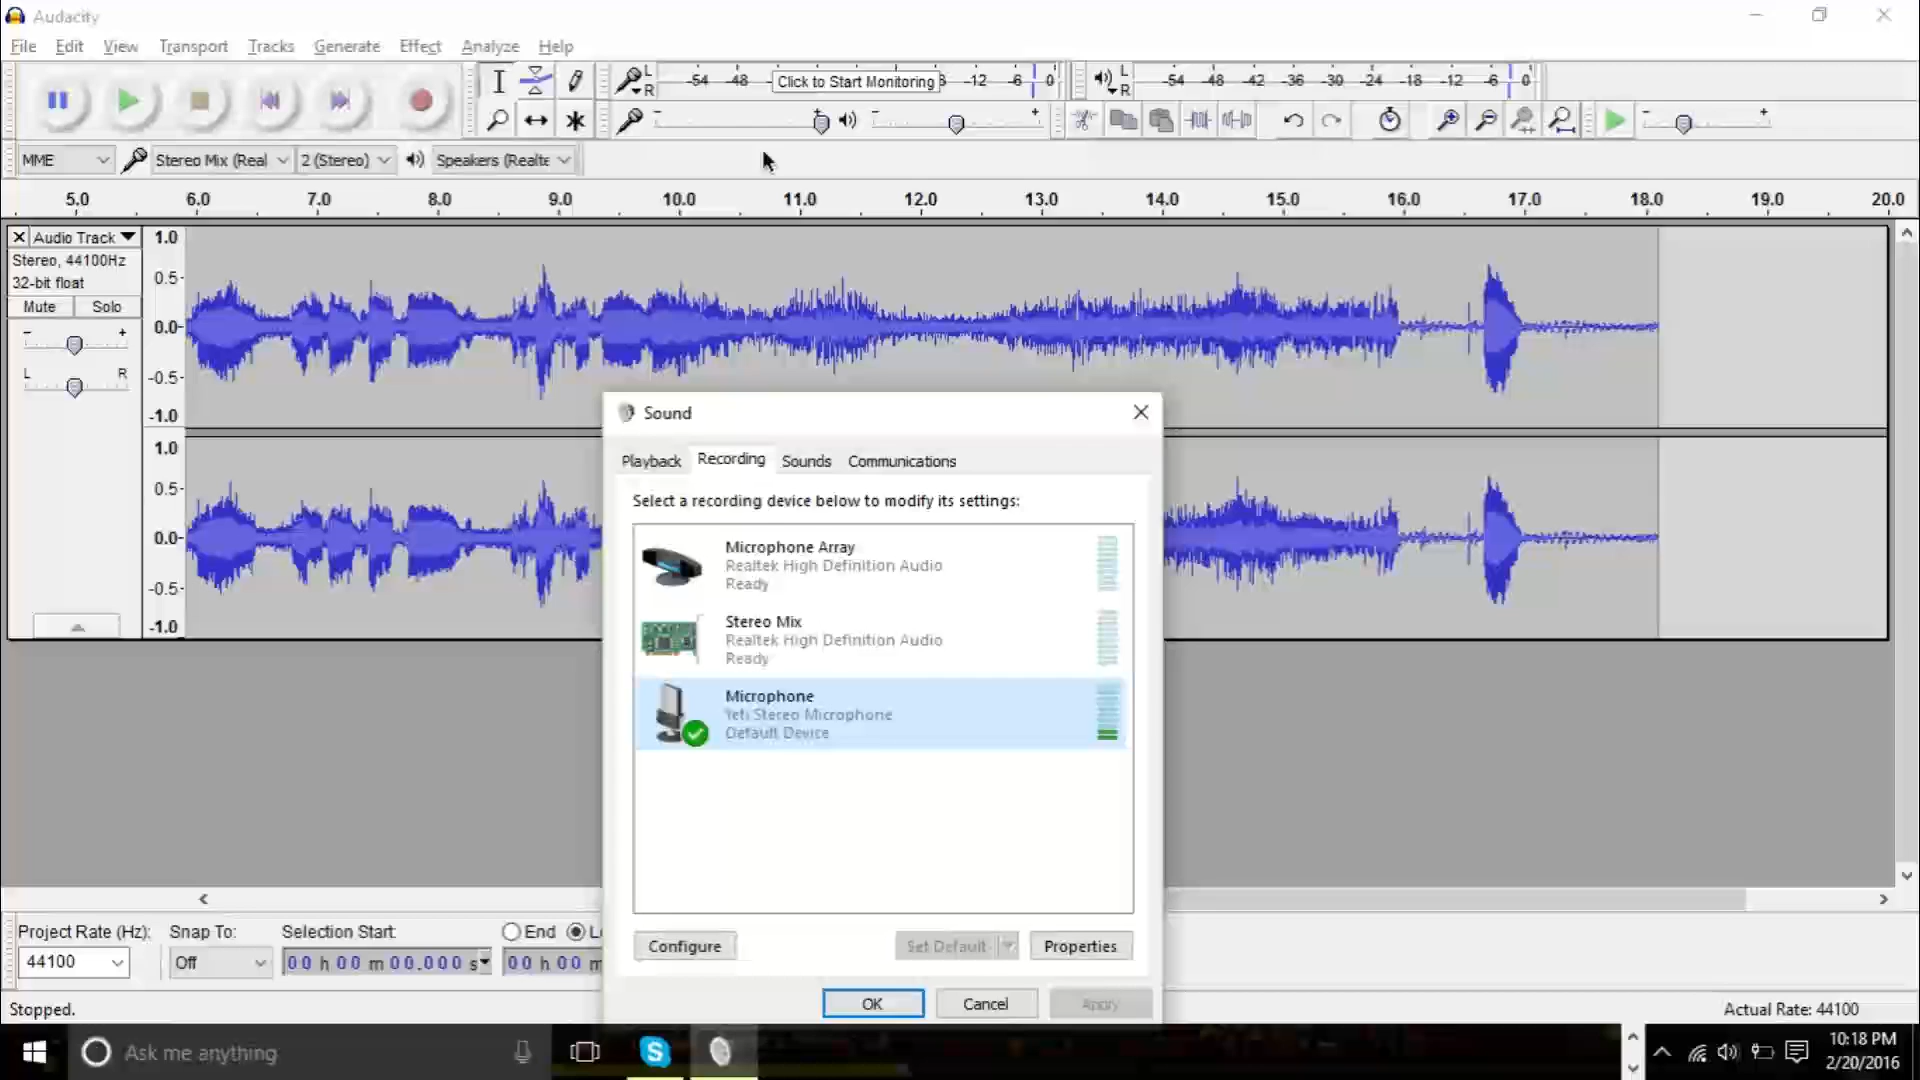 Audacity
File Edit View Transport Tracks Generate Effect Analyze Help
L
R
-54 -48 - Click to Start Monitoring 8 -12 -6 0
L
R
-54 -48 -42 -36 -30 -24 -18 -12 -6 0
- + - + - +
MME Stereo Mix (Real 2 (Stereo) Speakers (Realte
5.0 6.0 7.0 8.0 9.0 10.0 11.0 12.0 13.0 14.0 15.0 16.0 17.0 18.0 19.0 20.0
X Audio Track
Stereo, 44100Hz
32-bit float
Mute Solo
- +
L R
1.0
0.5-
0.0-
-0.5-
-1.0
1.0
0.5-
0.0-
-0.5-
-1.0
Sound
Playback Recording Sounds Communications
Select a recording device below to modify its settings:
Microphone Array
Realtek High Definition Audio
Ready
Stereo Mix
Realtek High Definition Audio
Ready
Microphone
Yeti Stereo Microphone
Default Device
Configure Set Default Properties
OK Cancel Apply
Project Rate (Hz): Snap To: Selection Start: End L
44100 Off 00 h 00 m 00.000 s 00 h 00 m
Stopped.
Actual Rate: 44100
Ask me anything
10:18 PM
2/20/2016